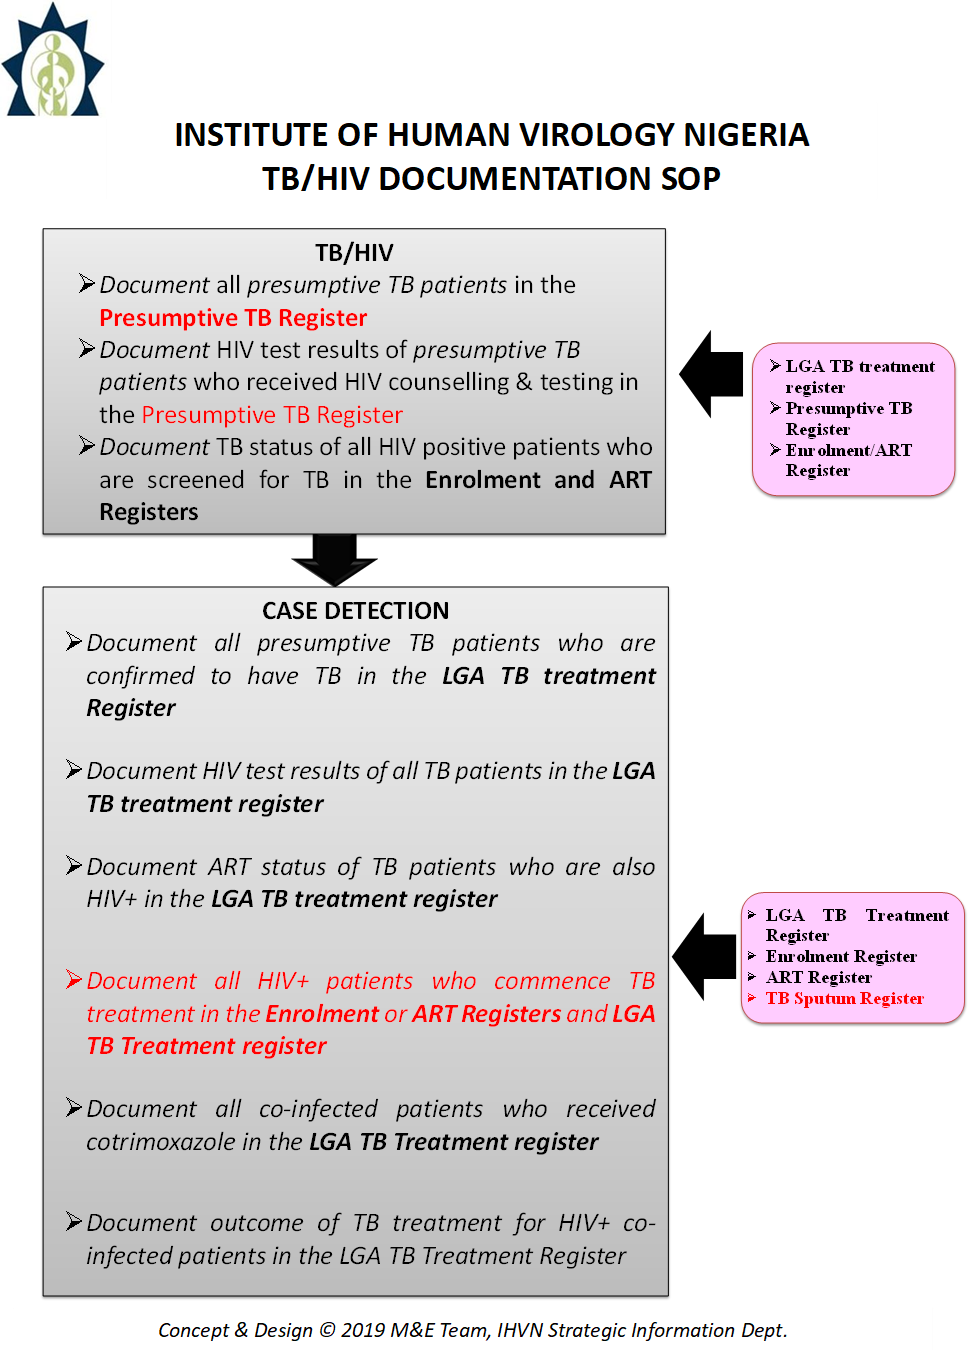 INSTITUTE OF HUMAN VIROLOGY NIGERIA
TB/HIV DOCUMENTATION SOP
TB/HIV
➢Document all presumptive TB patients in the
Presumptive TB Register
➢Document HIV test results of presumptive TB
patients who received HIV counselling & testing in
the Presumptive TB Register
➢Document TB status of all HIV positive patients who
are screened for TB in the Enrolment and ART
Registers
➢ LGA TB treatment
register
➢ Presumptive TB
Register
➢ Enrolment/ART
Register
CASE DETECTION
➢Document all presumptive TB patients who are
confirmed to have TB in the LGA TB treatment
Register
➢Document HIV test results of all TB patients in the LGA
TB treatment register
➢Document ART status of TB patients who are also
HIV+ in the LGA TB treatment register
➢Document all HIV+ patients who commence TB
treatment in the Enrolment or ART Registers and LGA
TB Treatment register
➢Document all co-infected patients who received
cotrimoxazole in the LGA TB Treatment register
➢Document outcome of TB treatment for HIV+ co-
infected patients in the LGA TB Treatment Register
➢ LGA TB Treatment
Register
➢ Enrolment Register
➢ ART Register
➢ TB Sputum Register
Concept & Design © 2019 M&E Team, IHVN Strategic Information Dept.